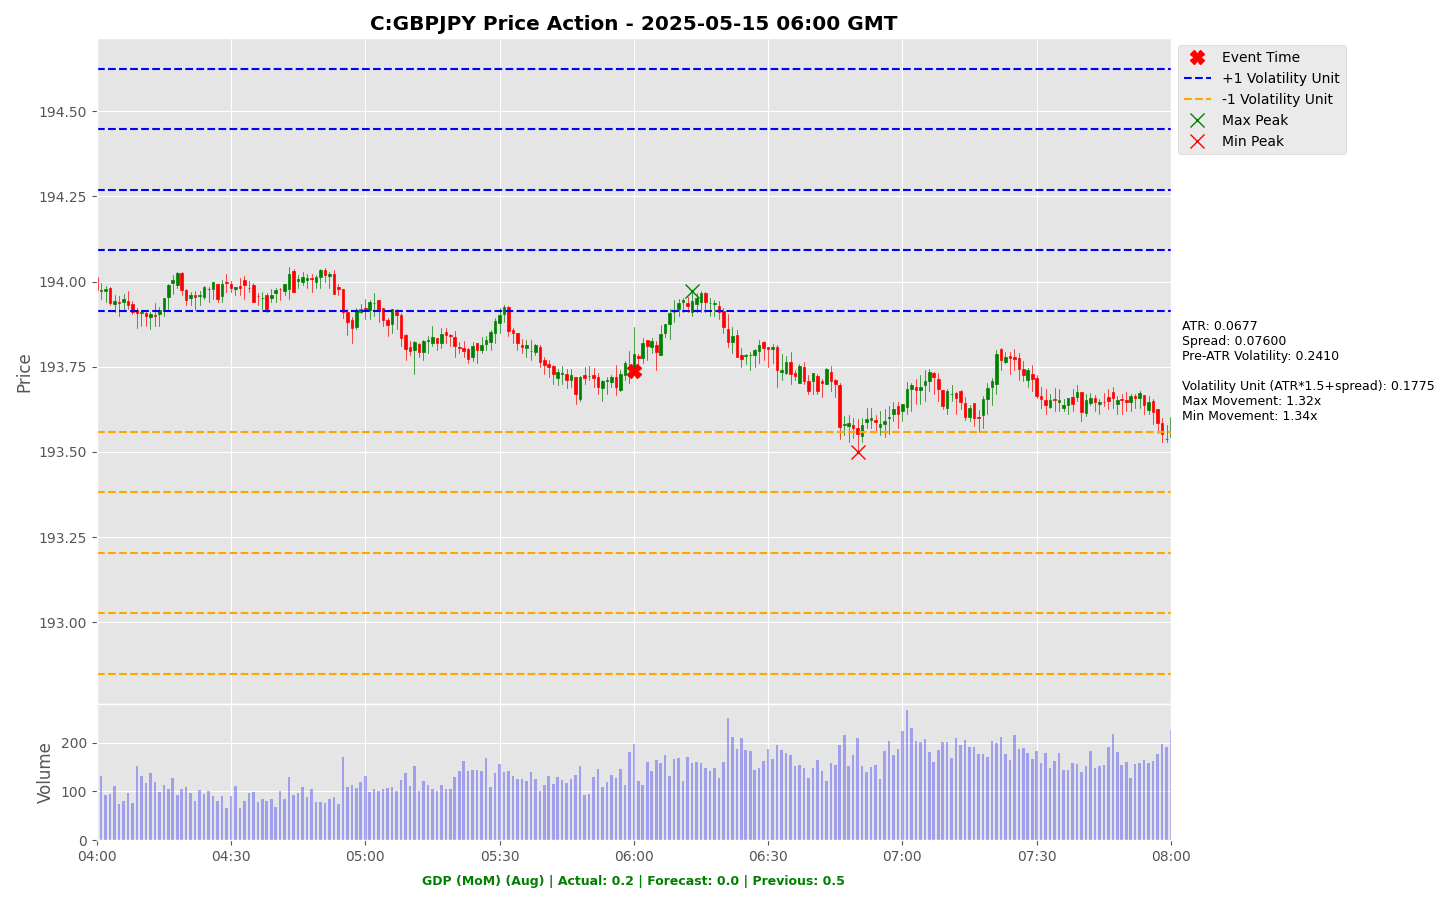 C:GBPJPY Price Action - 2025-05-15 06:00 GMT
Event Time
+1 Volatility Unit
-1 Volatility Unit
Max Peak
Min Peak
Price
194.50
194.25
194.00
193.75
193.50
193.25
193.00
ATR: 0.0677
Spread: 0.07600
Pre-ATR Volatility: 0.2410
Volatility Unit (ATR*1.5+spread): 0.1775
Max Movement: 1.32x
Min Movement: 1.34x
Volume
200
100
0
04:00 04:30 05:00 05:30 06:00 06:30 07:00 07:30 08:00
GDP (MoM) (Aug) | Actual: 0.2 | Forecast: 0.0 | Previous: 0.5